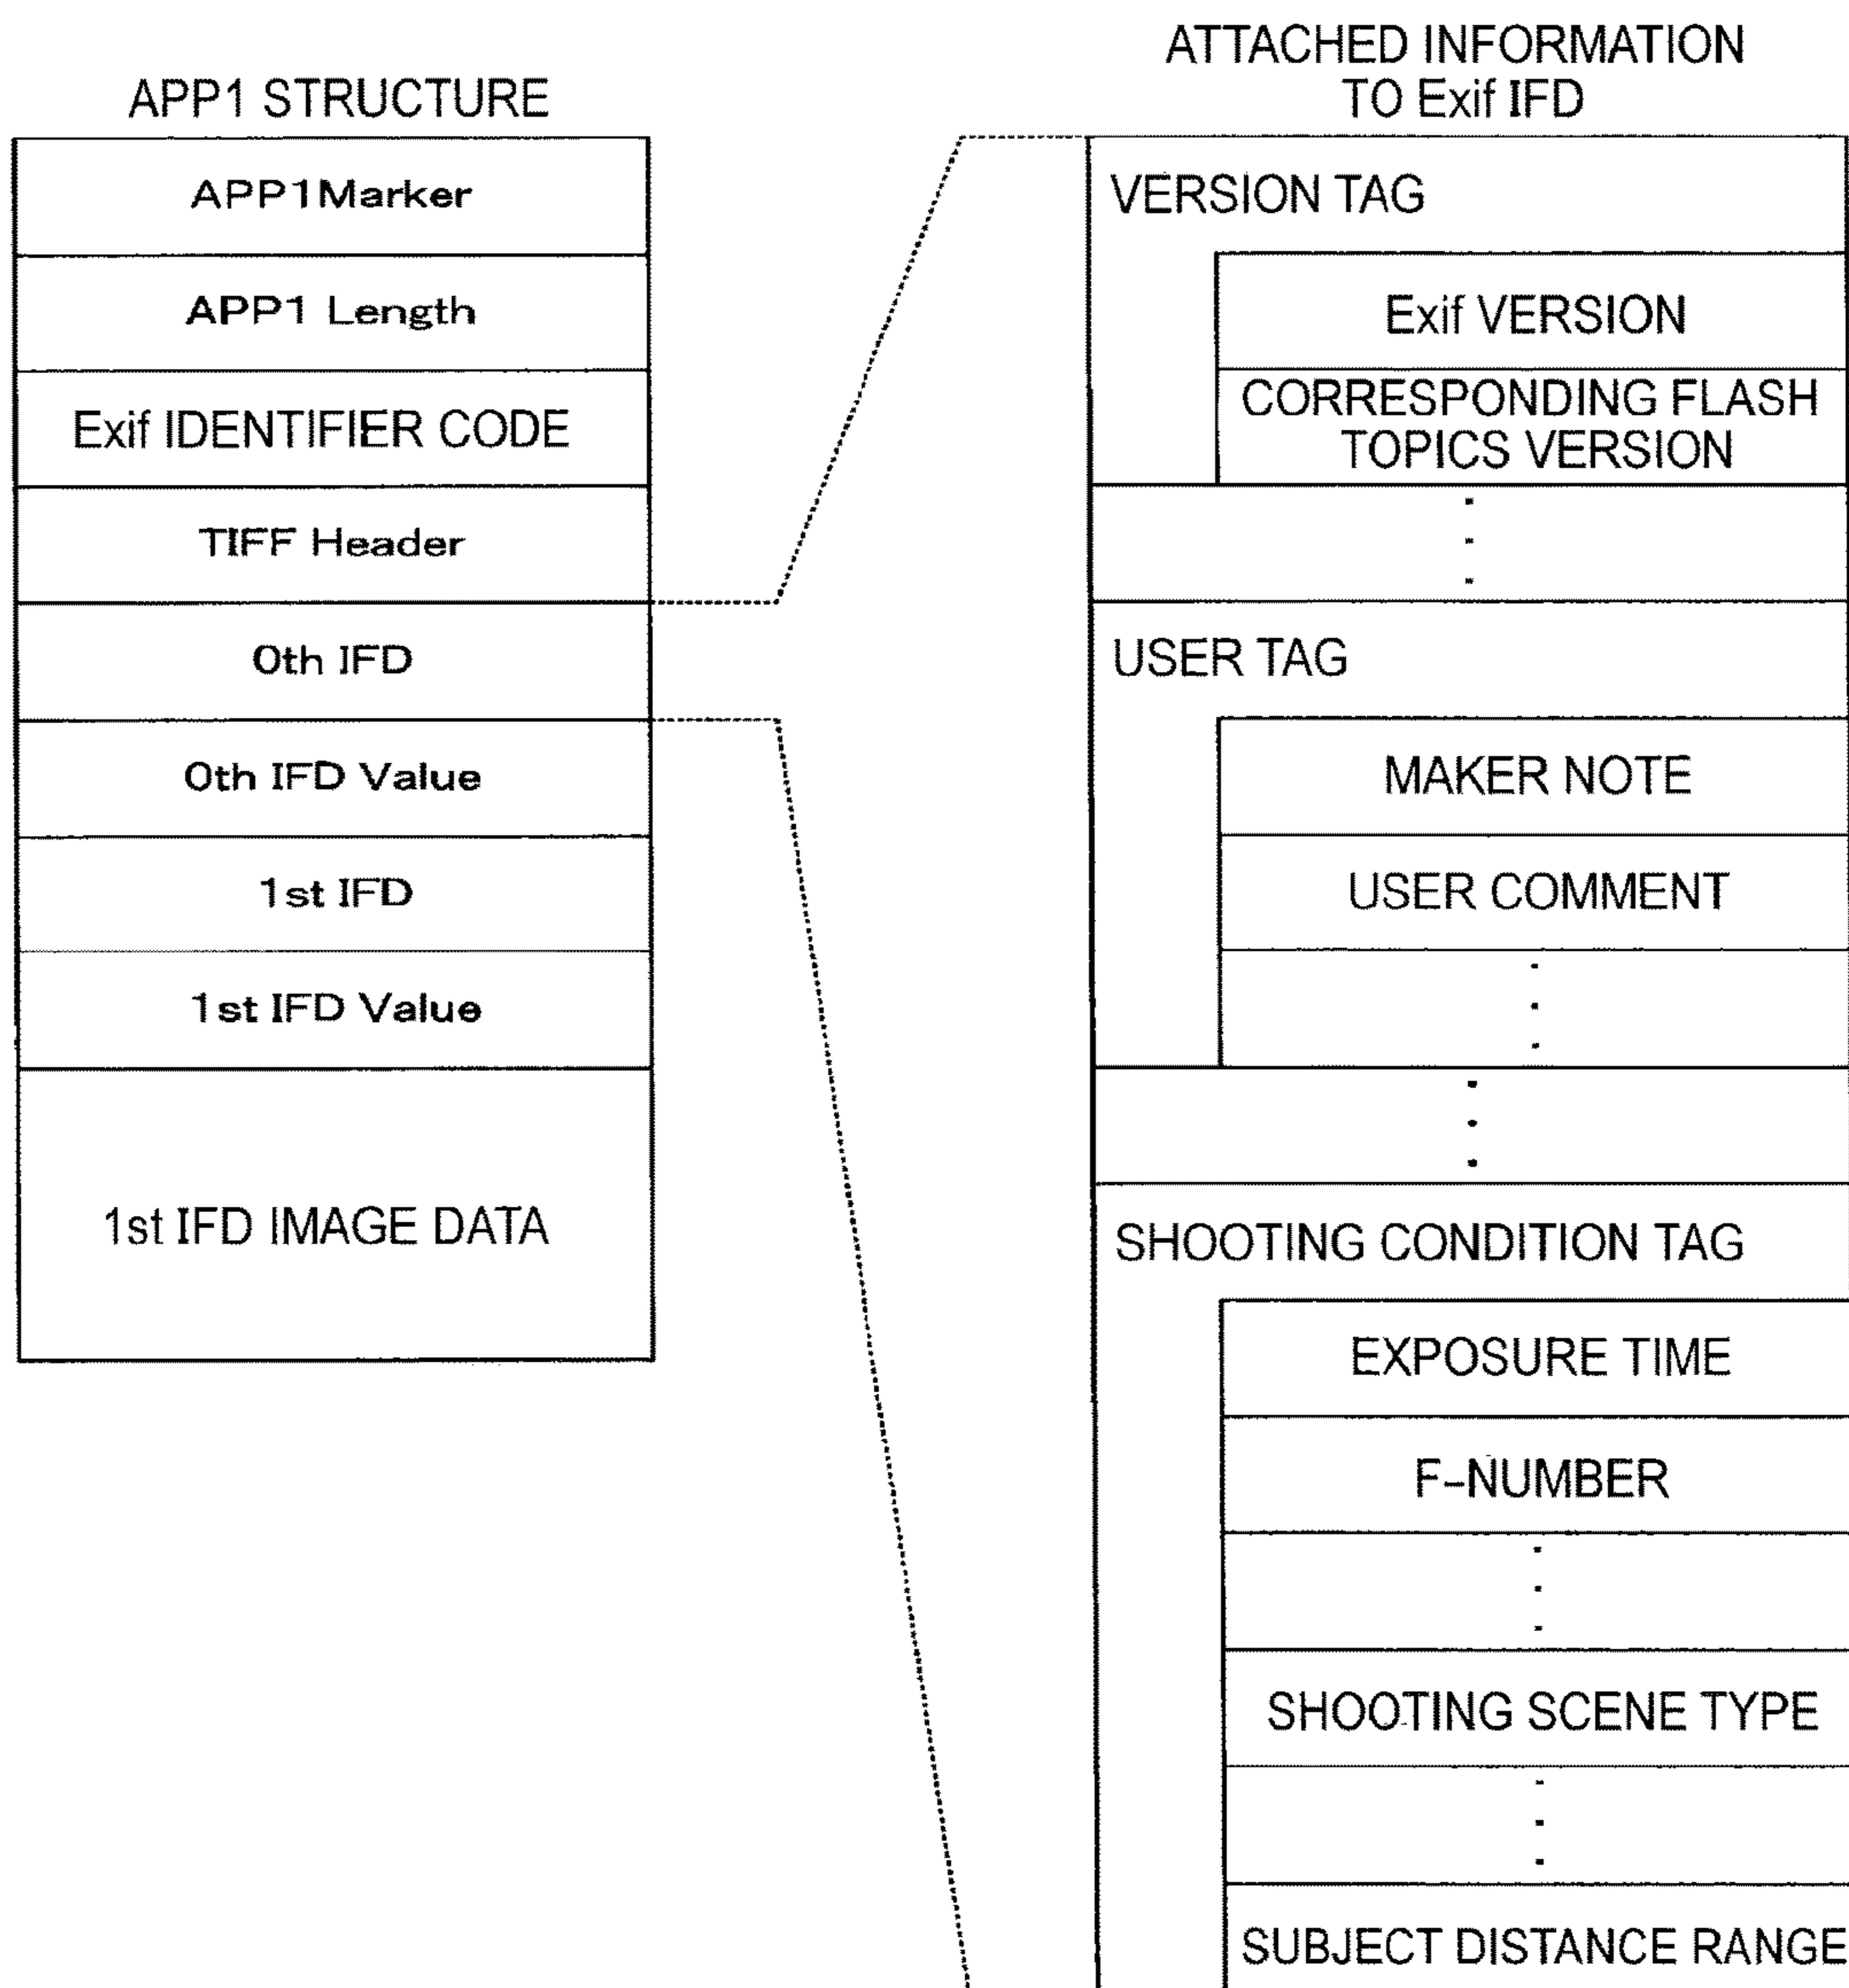 APP1 STRUCTURE
APP1Marker
APP1 Length
Exif IDENTIFIER CODE
TIFF Header
0th IFD
0th IFD Value
1st IFD
1st IFD Value
1st IFD IMAGE DATA
ATTACHED INFORMATION
TO Exif IFD
VERSION TAG
Exif VERSION
CORRESPONDING FLASH
TOPICS VERSION
USER TAG
MAKER NOTE
USER COMMENT
SHOOTING CONDITION TAG
EXPOSURE TIME
F-NUMBER
SHOOTING SCENE TYPE
SUBJECT DISTANCE RANGE